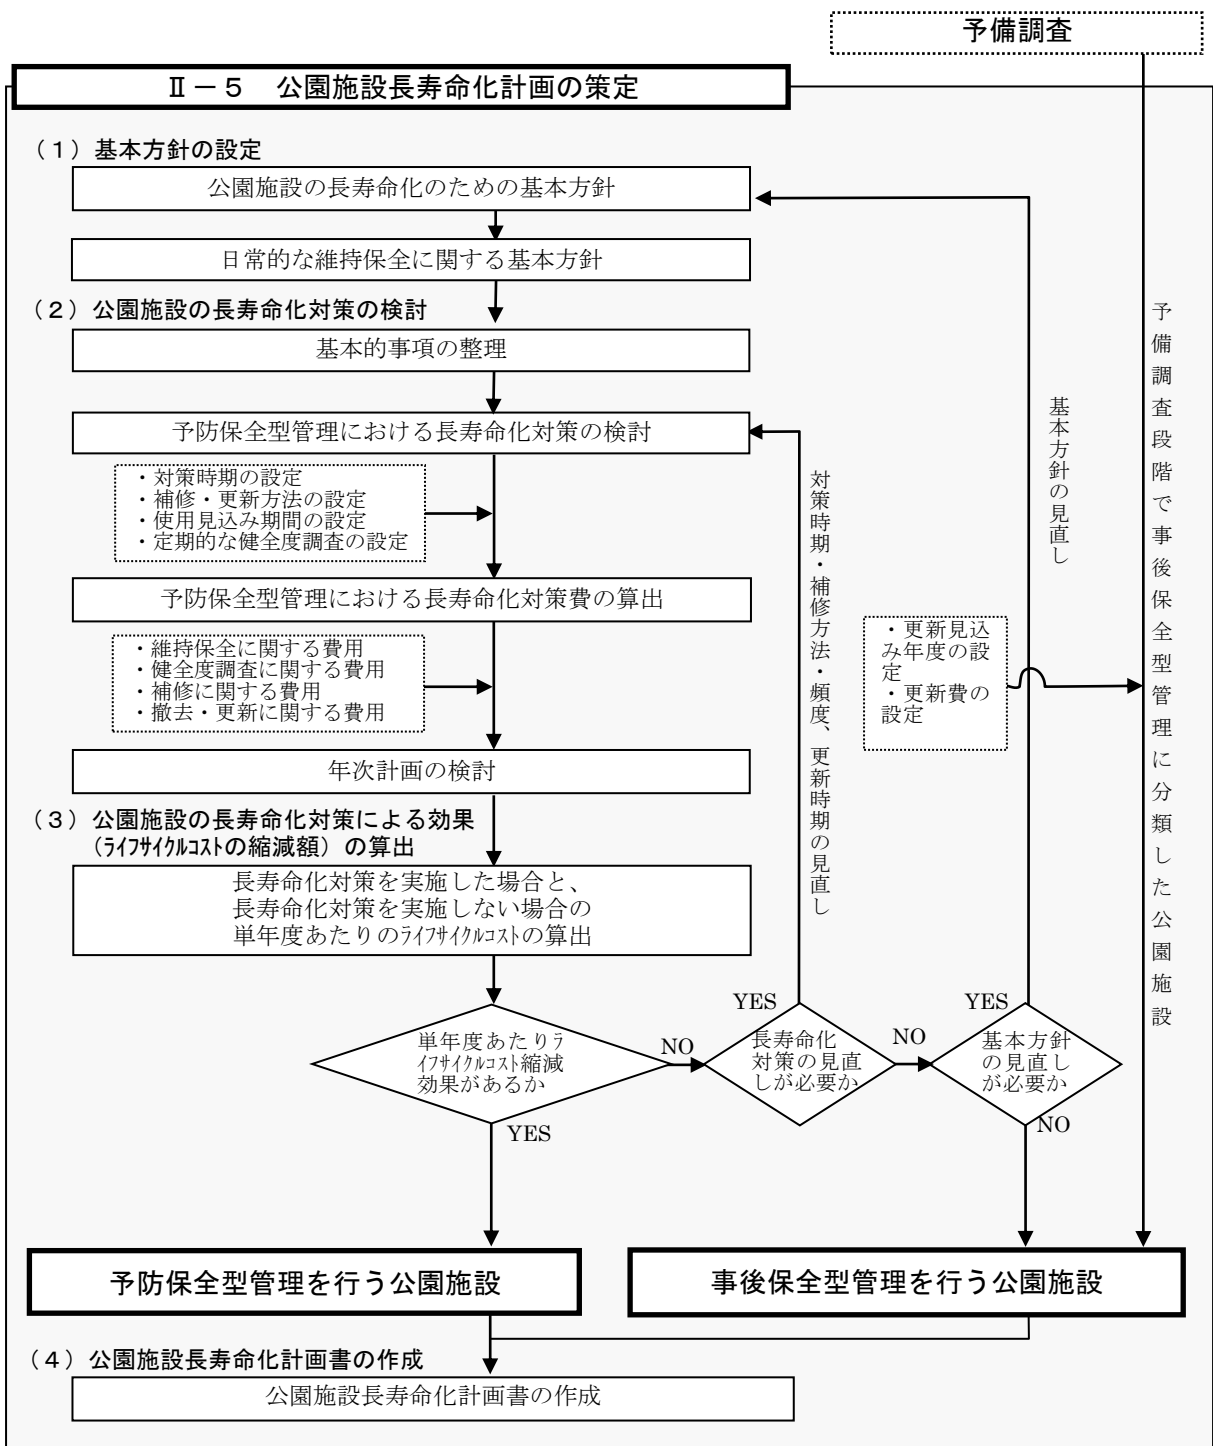 予備調査
Ⅱ－５　公園施設長寿命化計画の策定
（１）基本方針の設定
公園施設の長寿命化のための基本方針
日常的な維持保全に関する基本方針
（２）公園施設の長寿命化対策の検討
基本的事項の整理
予防保全型管理における長寿命化対策の検討
・対策時期の設定
・補修・更新方法の設定
・使用見込み期間の設定
・定期的な健全度調査の設定
予防保全型管理における長寿命化対策費の算出
・維持保全に関する費用
・健全度調査に関する費用
・補修に関する費用
・撤去・更新に関する費用
年次計画の検討
（３）公園施設の長寿命化対策による効果
（ﾗｲﾌｻｲｸﾙｺｽﾄの縮減額）の算出
長寿命化対策を実施した場合と、
長寿命化対策を実施しない場合の
単年度あたりのﾗｲﾌｻｲｸﾙｺｽﾄの算出
単年度あたりﾗ
ｲﾌｻｲｸﾙｺｽﾄ縮減
効果があるか
NO
YES
YES
長寿命化
対策の見直
しが必要か
NO
YES
基本方針
の見直し
が必要か
NO
対策時期・補修方法・頻度、更新時期の見直し
基本方針の見直し
・更新見込
み年度の設
定
・更新費の
設定
予備調査段階で事後保全型管理に分類した公園施設
予防保全型管理を行う公園施設
事後保全型管理を行う公園施設
（４）公園施設長寿命化計画書の作成
公園施設長寿命化計画書の作成